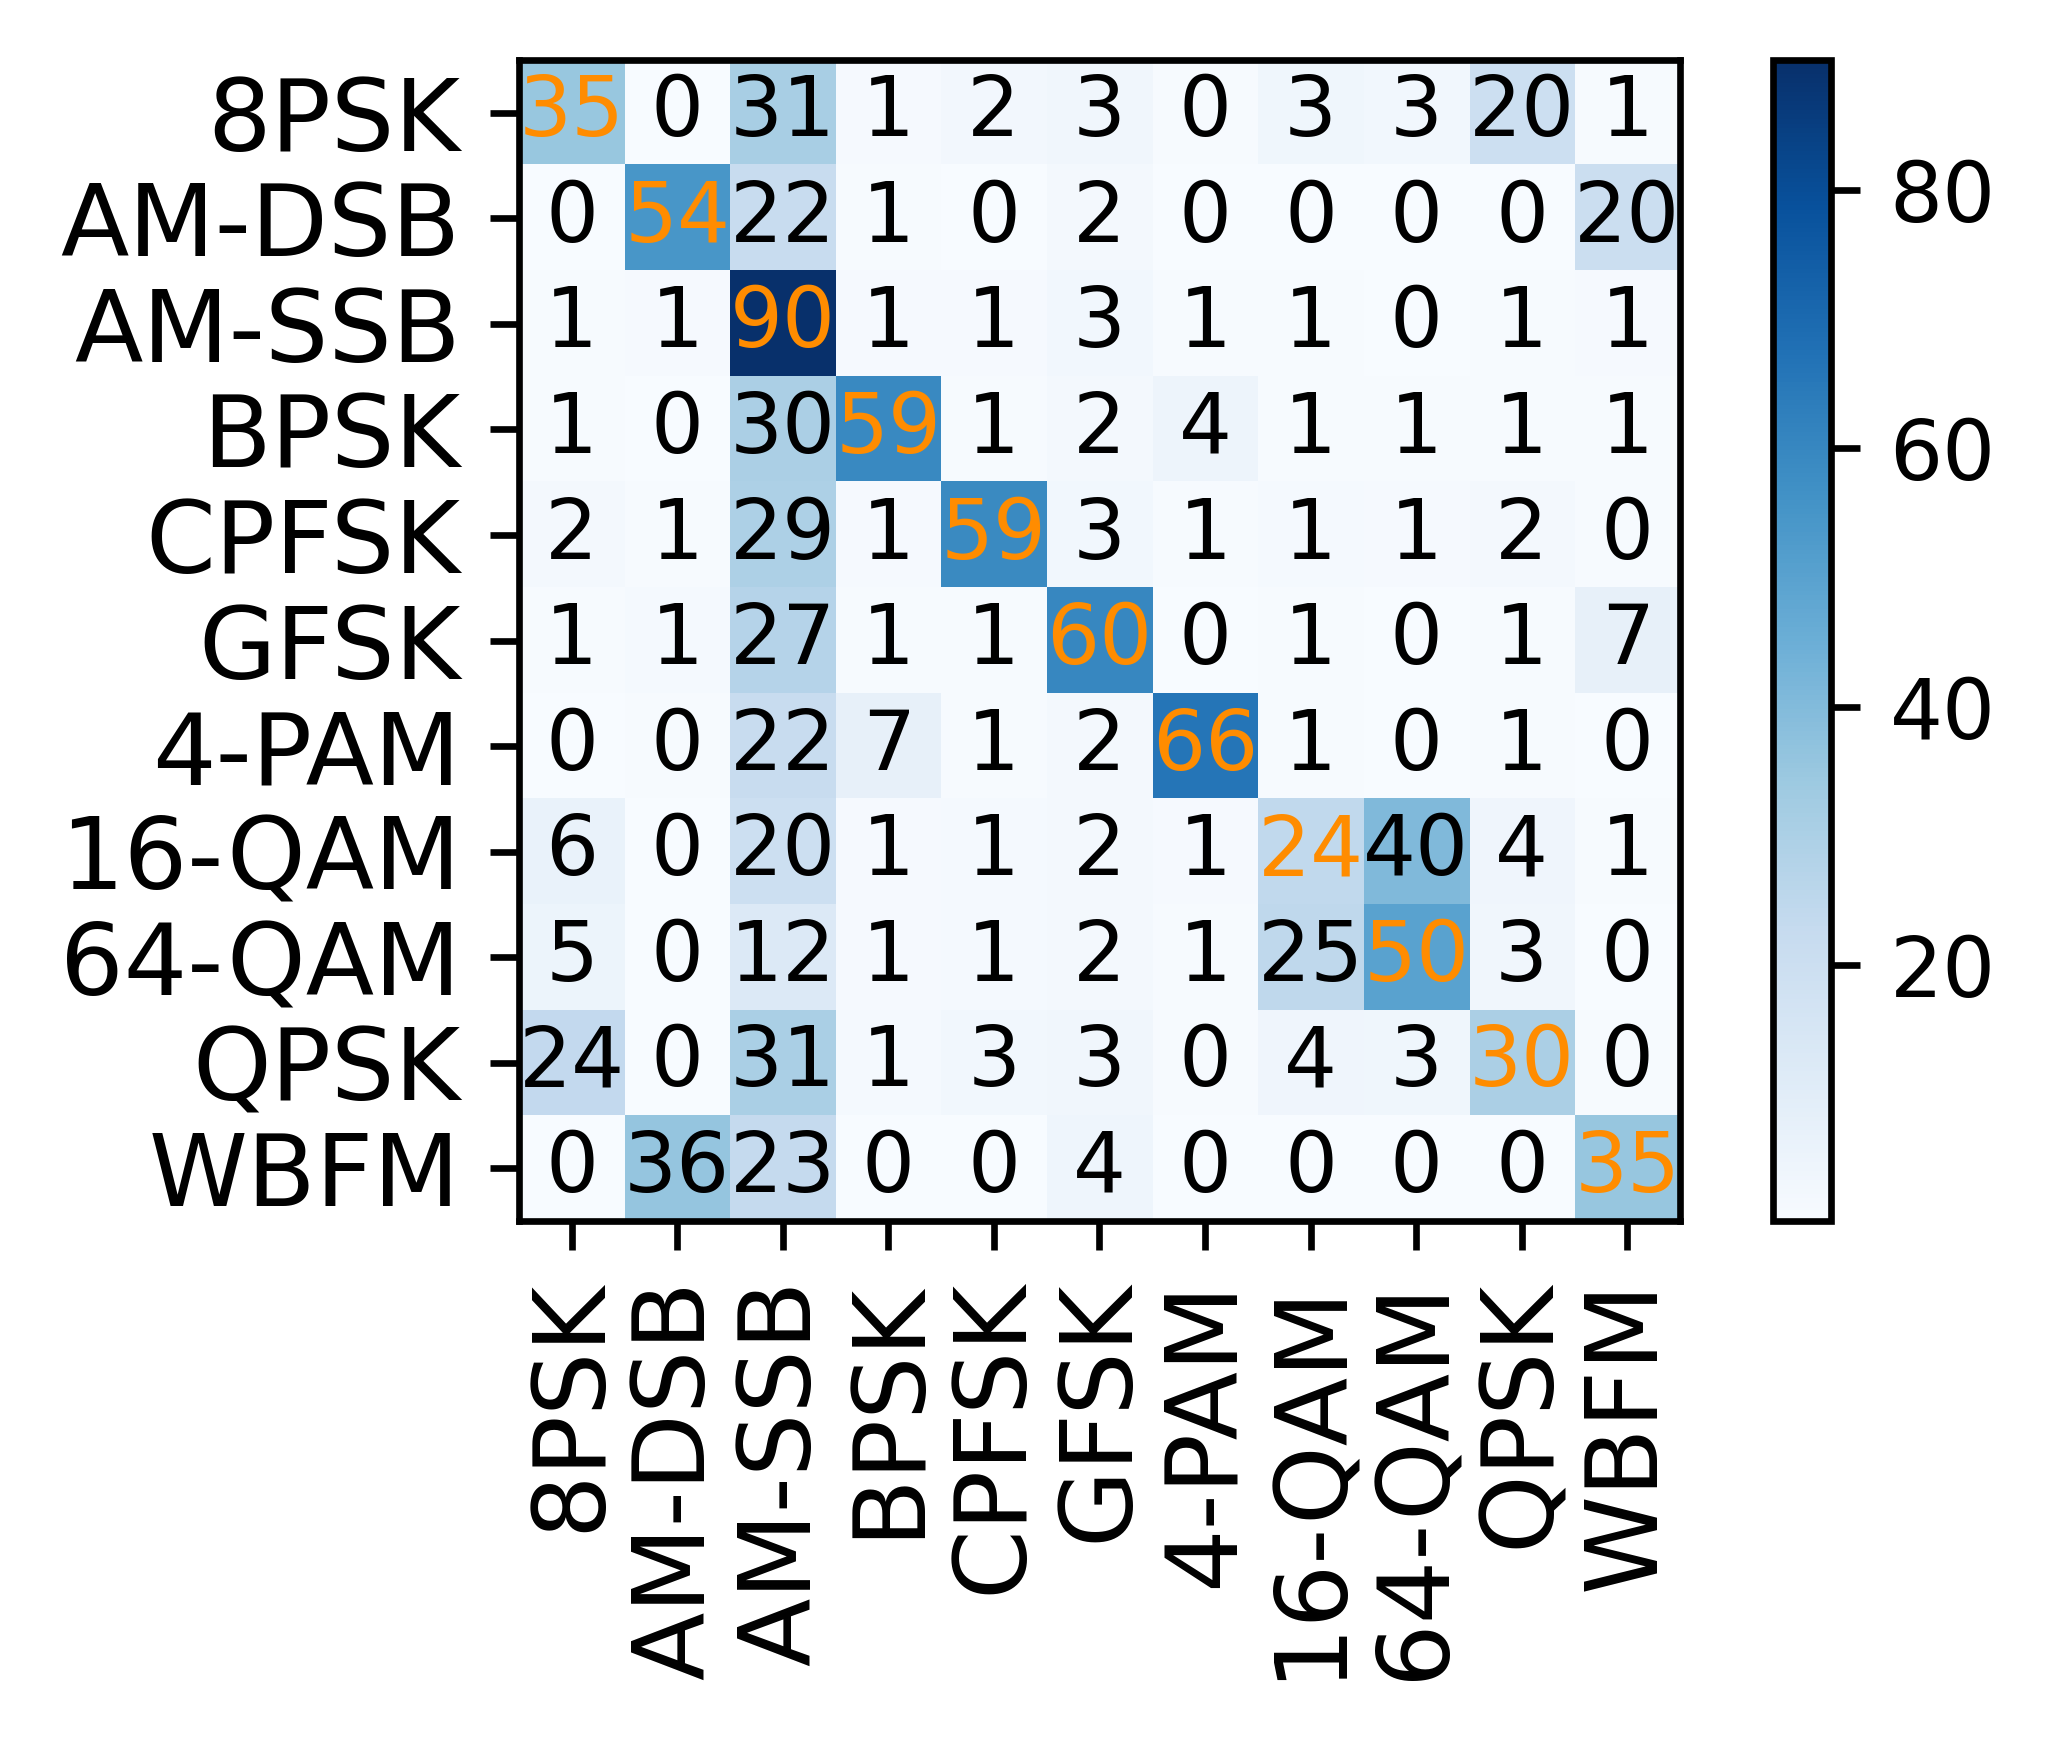 8PSK 35 0 31 1 2 3 0 3 3 20 1
AM-DSB 0 54 22 1 0 2 0 0 0 0 20
AM-SSB 1 1 90 1 1 3 1 1 0 1 1
BPSK 1 0 30 59 1 2 4 1 1 1 1
CPFSK 2 1 29 1 59 3 1 1 1 2 0
GFSK 1 1 27 1 1 60 0 1 0 1 7
4-PAM 0 0 22 7 1 2 66 1 0 1 0
16-QAM 6 0 20 1 1 2 1 24 40 4 1
64-QAM 5 0 12 1 1 2 1 25 50 3 0
QPSK 24 0 31 1 3 3 0 4 3 30 0
WBFM 0 36 23 0 0 4 0 0 0 0 35
8PSK
AM-DSB
AM-SSB
BPSK
CPFSK
GFSK
4-PAM
16-QAM
64-QAM
QPSK
WBFM
80
60
40
20